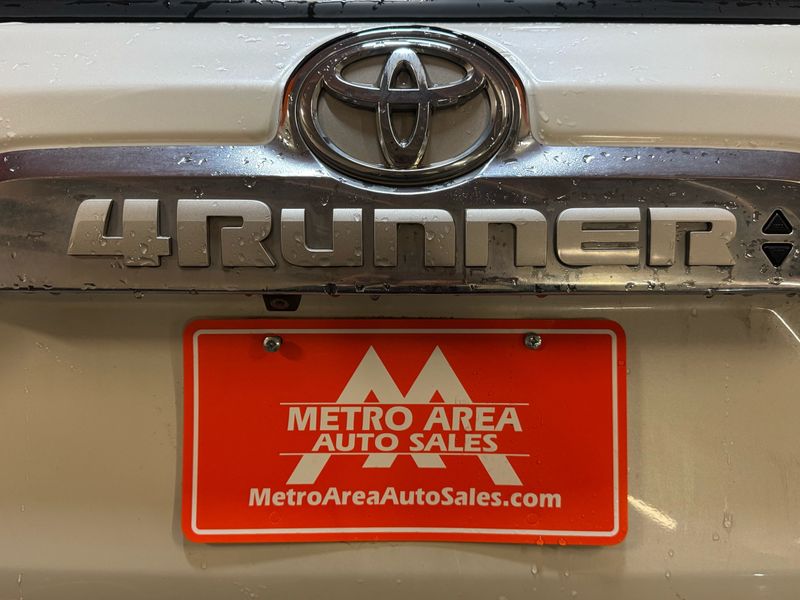 4RUNNER
METRO AREA
AUTO SALES
MetroAreaAutoSales.com